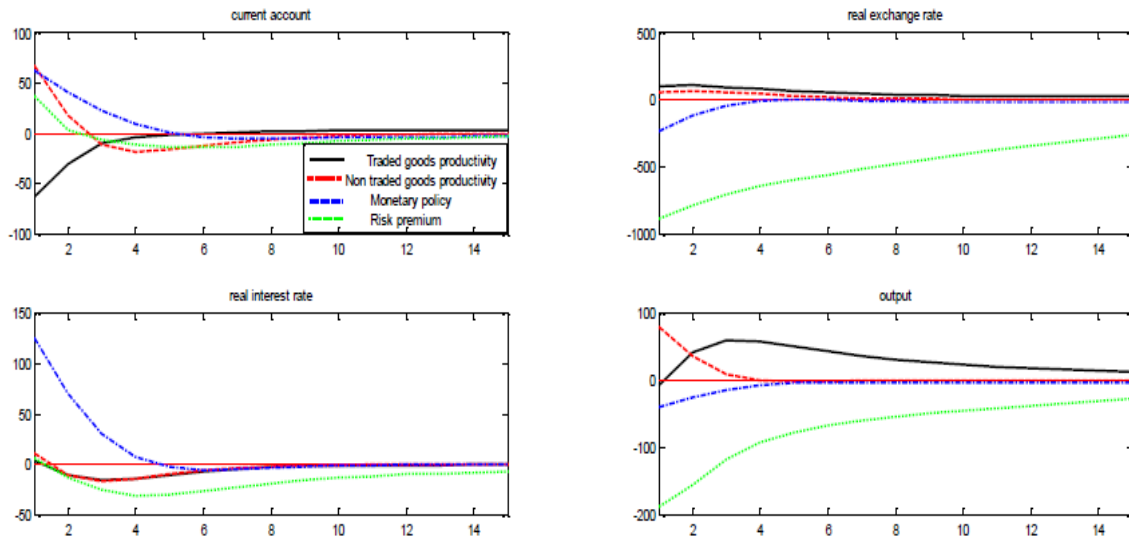 current account
100
50
0
-50
-100
2 4 6 8 10 12 14
Traded goods productivity
Non traded goods productivity
Monetary policy
Risk premium
real exchange rate
500
0
-500
-1000
2 4 6 8 10 12 14
real interest rate
150
100
50
0
-50
2 4 6 8 10 12 14
output
100
0
-100
-200
2 4 6 8 10 12 14